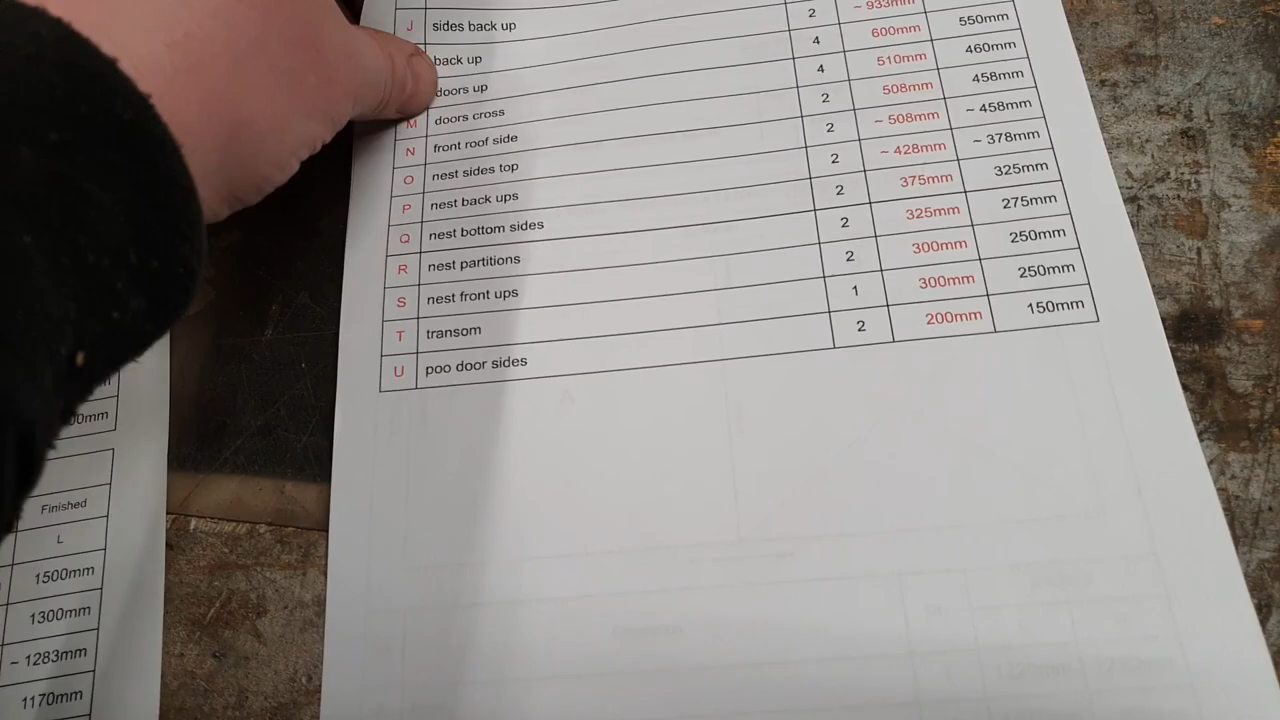 J sides back up
back up 2 ~ 933mm
doors up 4 600mm 550mm
M doors cross 4 510mm 460mm
N front roof side 2 508mm 458mm
O nest sides top 2 ~ 508mm ~ 458mm
P nest back ups 2 ~ 428mm ~ 378mm
Q nest bottom sides 2 375mm 325mm
R nest partitions 2 325mm 275mm
S nest front ups 2 300mm 250mm
T transom 1 300mm 250mm
U poo door sides 2 200mm 150mm
00mm
Finished
L
1500mm
1300mm
~ 1283mm
1170mm